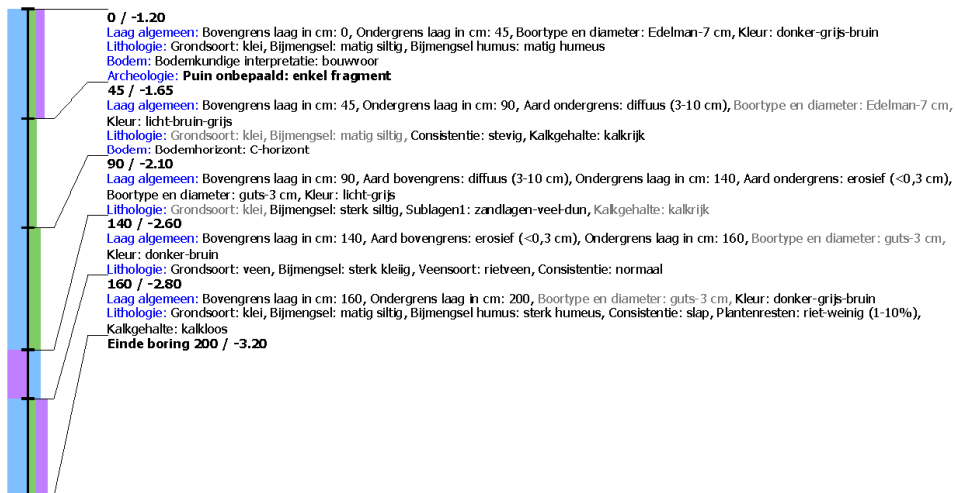 0 / -1.20
Laag algemeen: Bovengrens laag in cm: 0, Ondergrens laag in cm: 45, Boortype en diameter: Edelman-7 cm, Kleur: donker-grijs-bruin
Lithologie: Grondsoort: klei, Bijmengsel: matig siltig, Bijmengsel humus: matig humeus
Bodem: Bodemkundige interpretatie: bouwvoor
Archeologie: Puin onbepaald: enkel fragment
45 / -1.65
Laag algemeen: Bovengrens laag in cm: 45, Ondergrens laag in cm: 90, Aard ondergrens: diffuus (3-10 cm), Boortype en diameter: Edelman-7 cm,
Kleur: licht-bruin-grijs
Lithologie: Grondsoort: klei, Bijmengsel: matig siltig, Consistentie: stevig, Kalkgehalte: kalkrijk
Bodem: Bodemhorizont: C-horizont
90 / -2.10
Laag algemeen: Bovengrens laag in cm: 90, Aard bovengrens: diffuus (3-10 cm), Ondergrens laag in cm: 140, Aard ondergrens: erosief (<0,3 cm),
Boortype en diameter: guts-3 cm, Kleur: licht-grijs
Lithologie: Grondsoort: klei, Bijmengsel: sterk siltig, Sublagen1: zandlagen-veel-dun, Kalkgehalte: kalkrijk
140 / -2.60
Laag algemeen: Bovengrens laag in cm: 140, Aard bovengrens: erosief (<0,3 cm), Ondergrens laag in cm: 160, Boortype en diameter: guts-3 cm,
Kleur: donker-bruin
Lithologie: Grondsoort: veen, Bijmengsel: sterk kleiig, Veensoort: rietveen, Consistentie: normaal
160 / -2.80
Laag algemeen: Bovengrens laag in cm: 160, Ondergrens laag in cm: 200, Boortype en diameter: guts-3 cm, Kleur: donker-grijs-bruin
Lithologie: Grondsoort: klei, Bijmengsel: matig siltig, Bijmengsel humus: sterk humeus, Consistentie: slap, Plantenresten: riet-weinig (1-10%),
Kalkgehalte: kalkloos
Einde boring 200 / -3.20